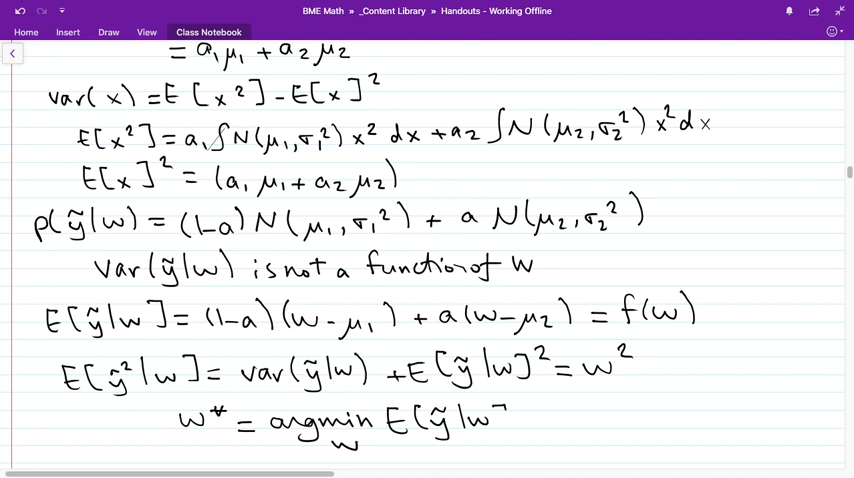 BME Math » _Content Library » Handouts - Working Offline
Home Insert Draw View Class Notebook
= a₁μ₁ + a₂μ₂
var(x) = E[x²] - E[x]²
E[x²] = a₁∫N(μ₁,σ₁²) x² dx + a₂∫N(μ₂,σ₂²) x² dx
E[x]² = (a₁μ₁ + a₂μ₂)
p(ỹ|w) = (1-a) N(μ₁,σ₁²) + a N(μ₂,σ₂²)
Var(ỹ|w) is not a function of w
E[ỹ|w] = (1-a)(w-μ₁) + a(w-μ₂) = f(w)
E[ỹ²|w] = var(ỹ|w) + E[ỹ|w]² = w²
w* = argmin E[ỹ|w]
w